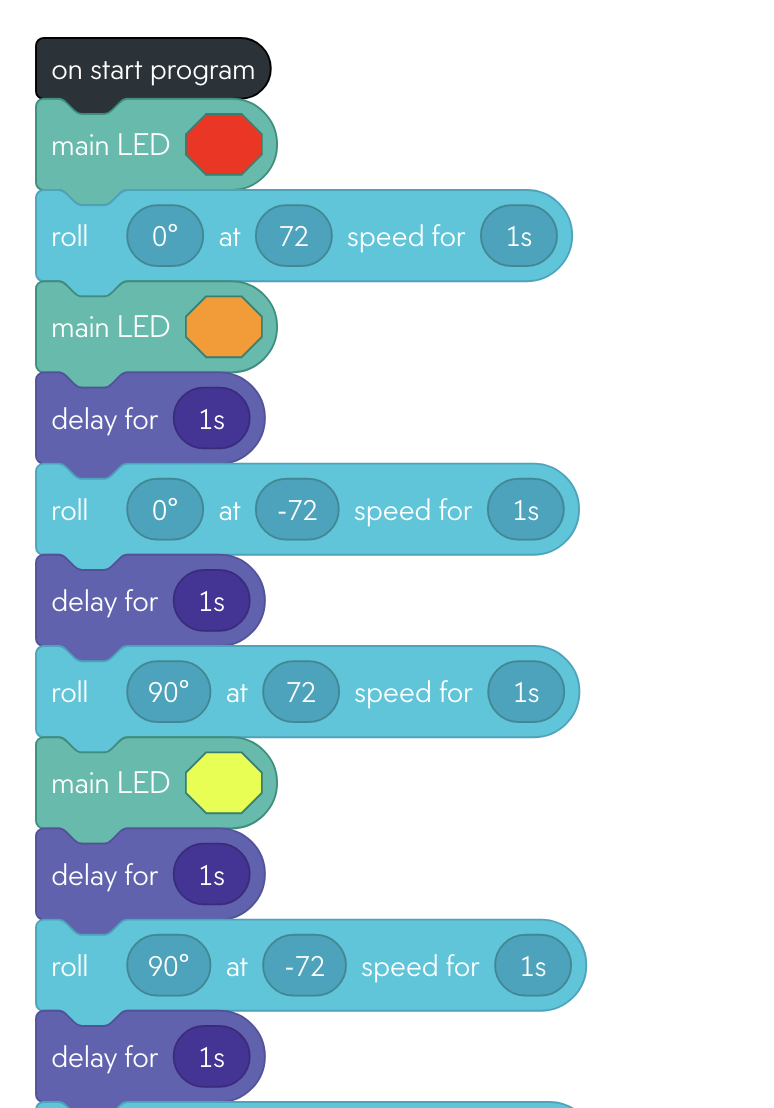 on start program
main LED
roll 0° at 72 speed for 1s
main LED
delay for 1s
roll 0° at -72 speed for 1s
delay for 1s
roll 90° at 72 speed for 1s
main LED
delay for 1s
roll 90° at -72 speed for 1s
delay for 1s